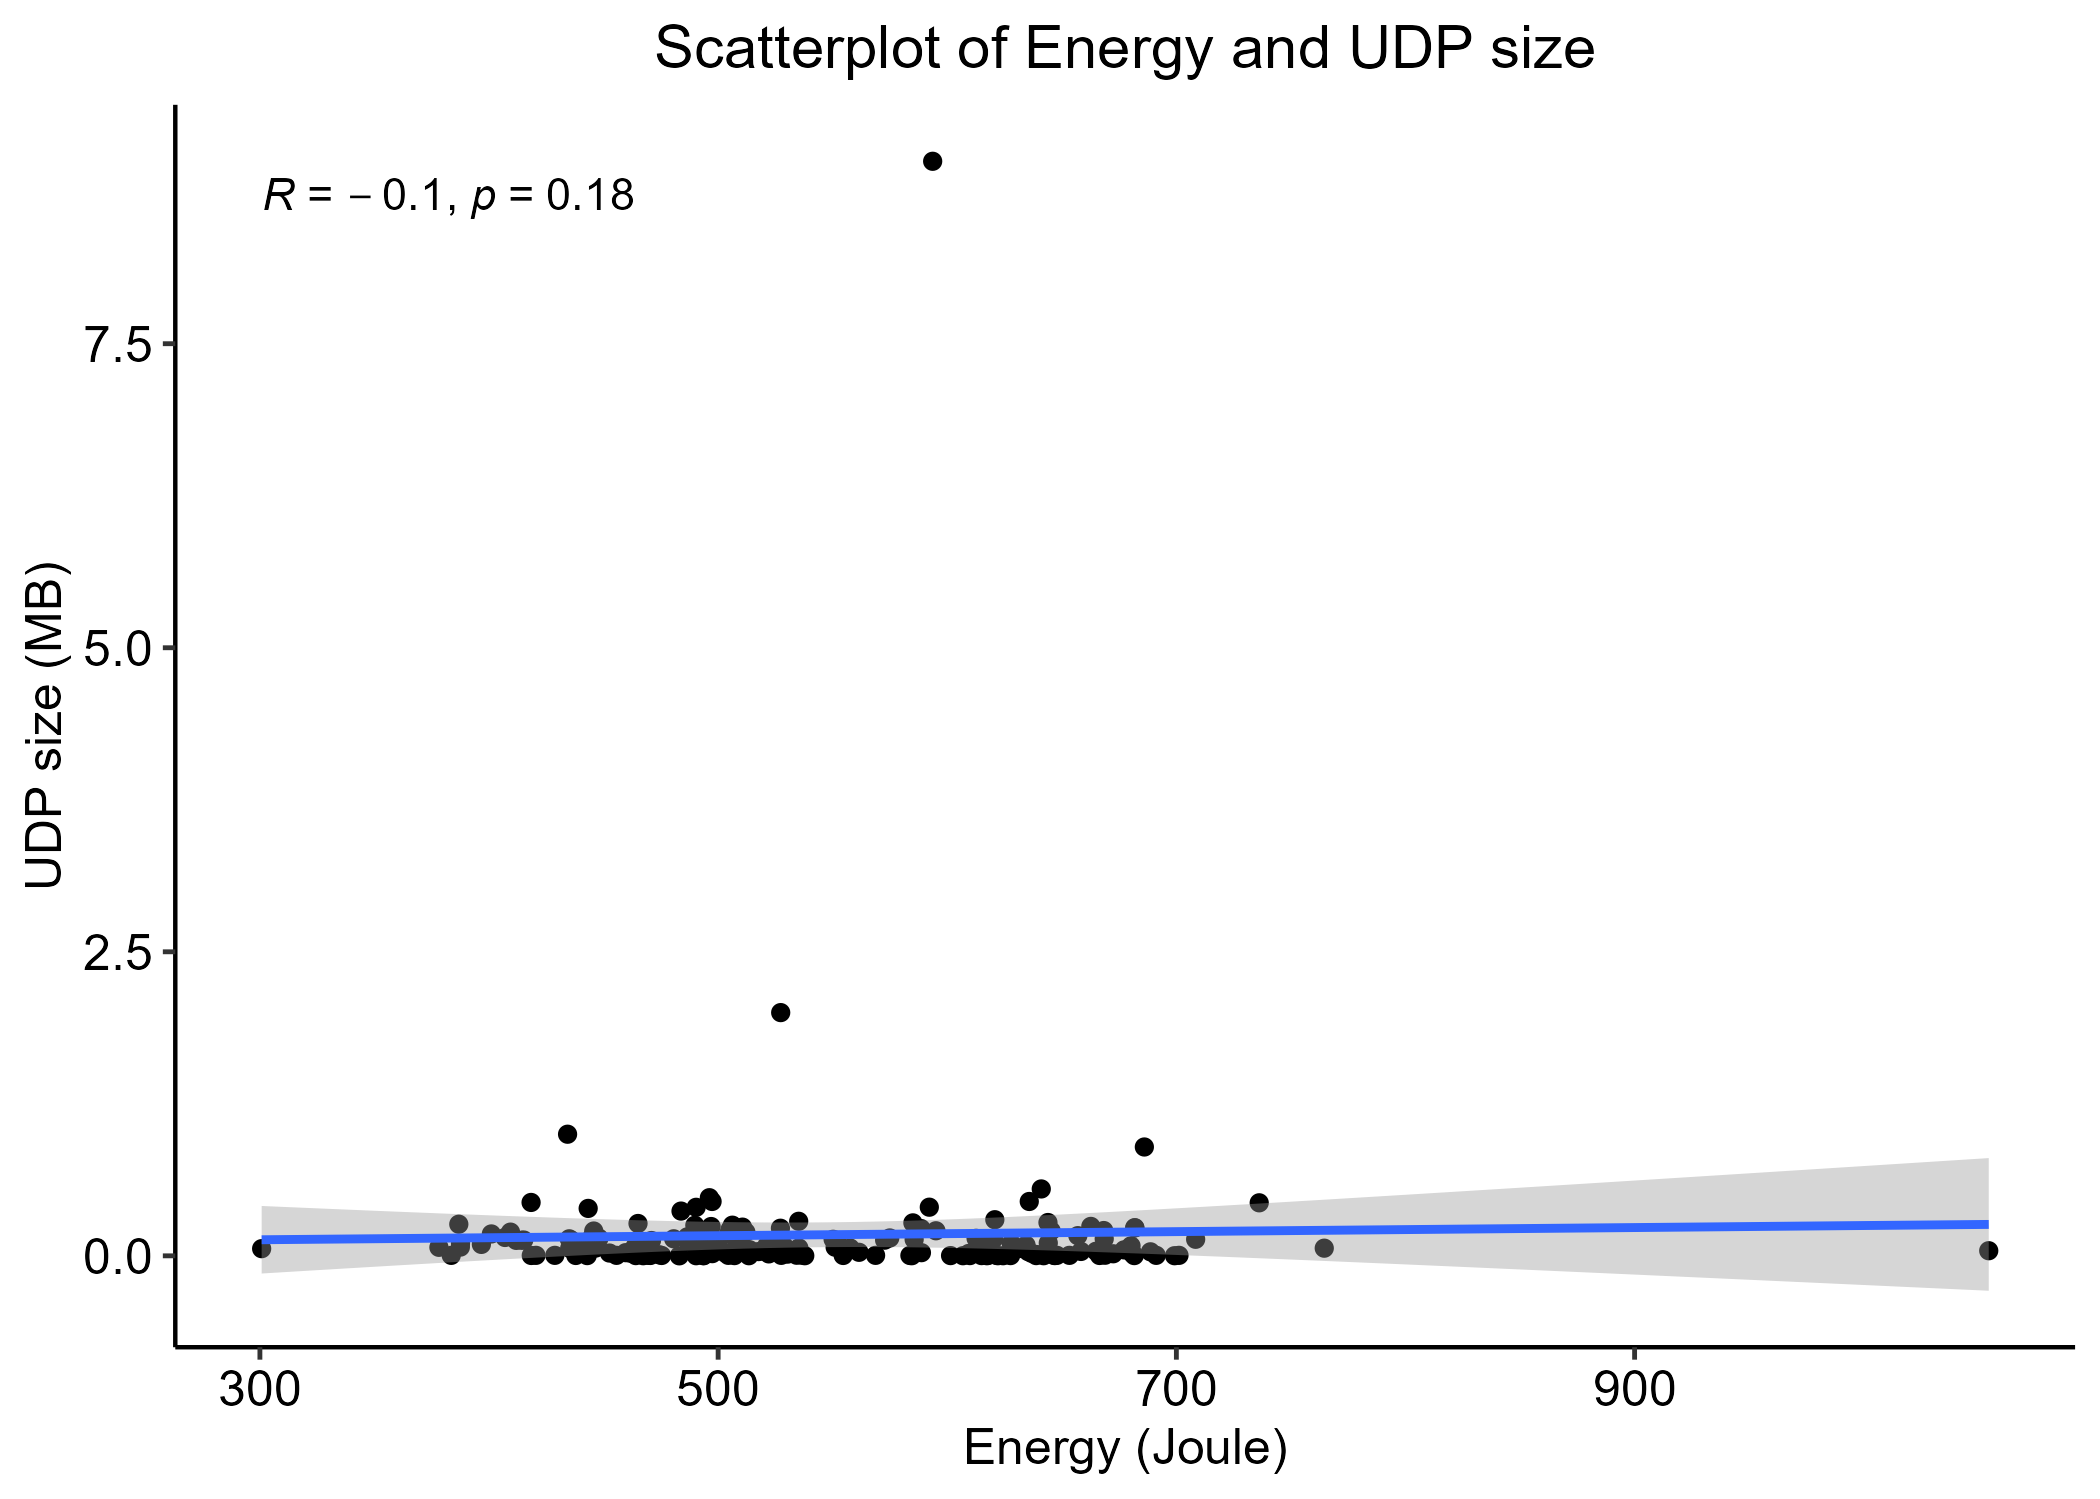 Scatterplot of Energy and UDP size
R = − 0.1, p = 0.18
UDP size (MB)
7.5
5.0
2.5
0.0
300 500 700 900
Energy (Joule)